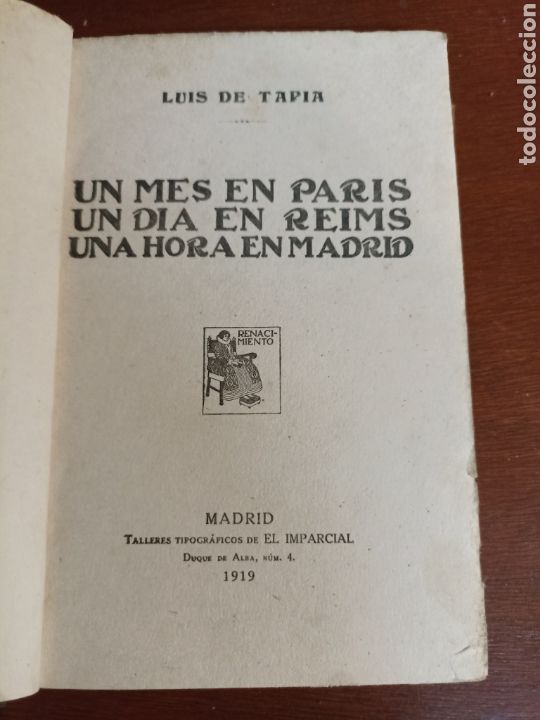 LUIS DE TAPIA
UN MES EN PARIS
UN DIA EN REIMS
UNA HORA EN MADRID
RENACI-
MIENTO
MADRID
TALLERES TIPOGRÁFICOS DE EL IMPARCIAL
DUQUE DE ALBA, NÚM. 4.
1919
todocoleccion